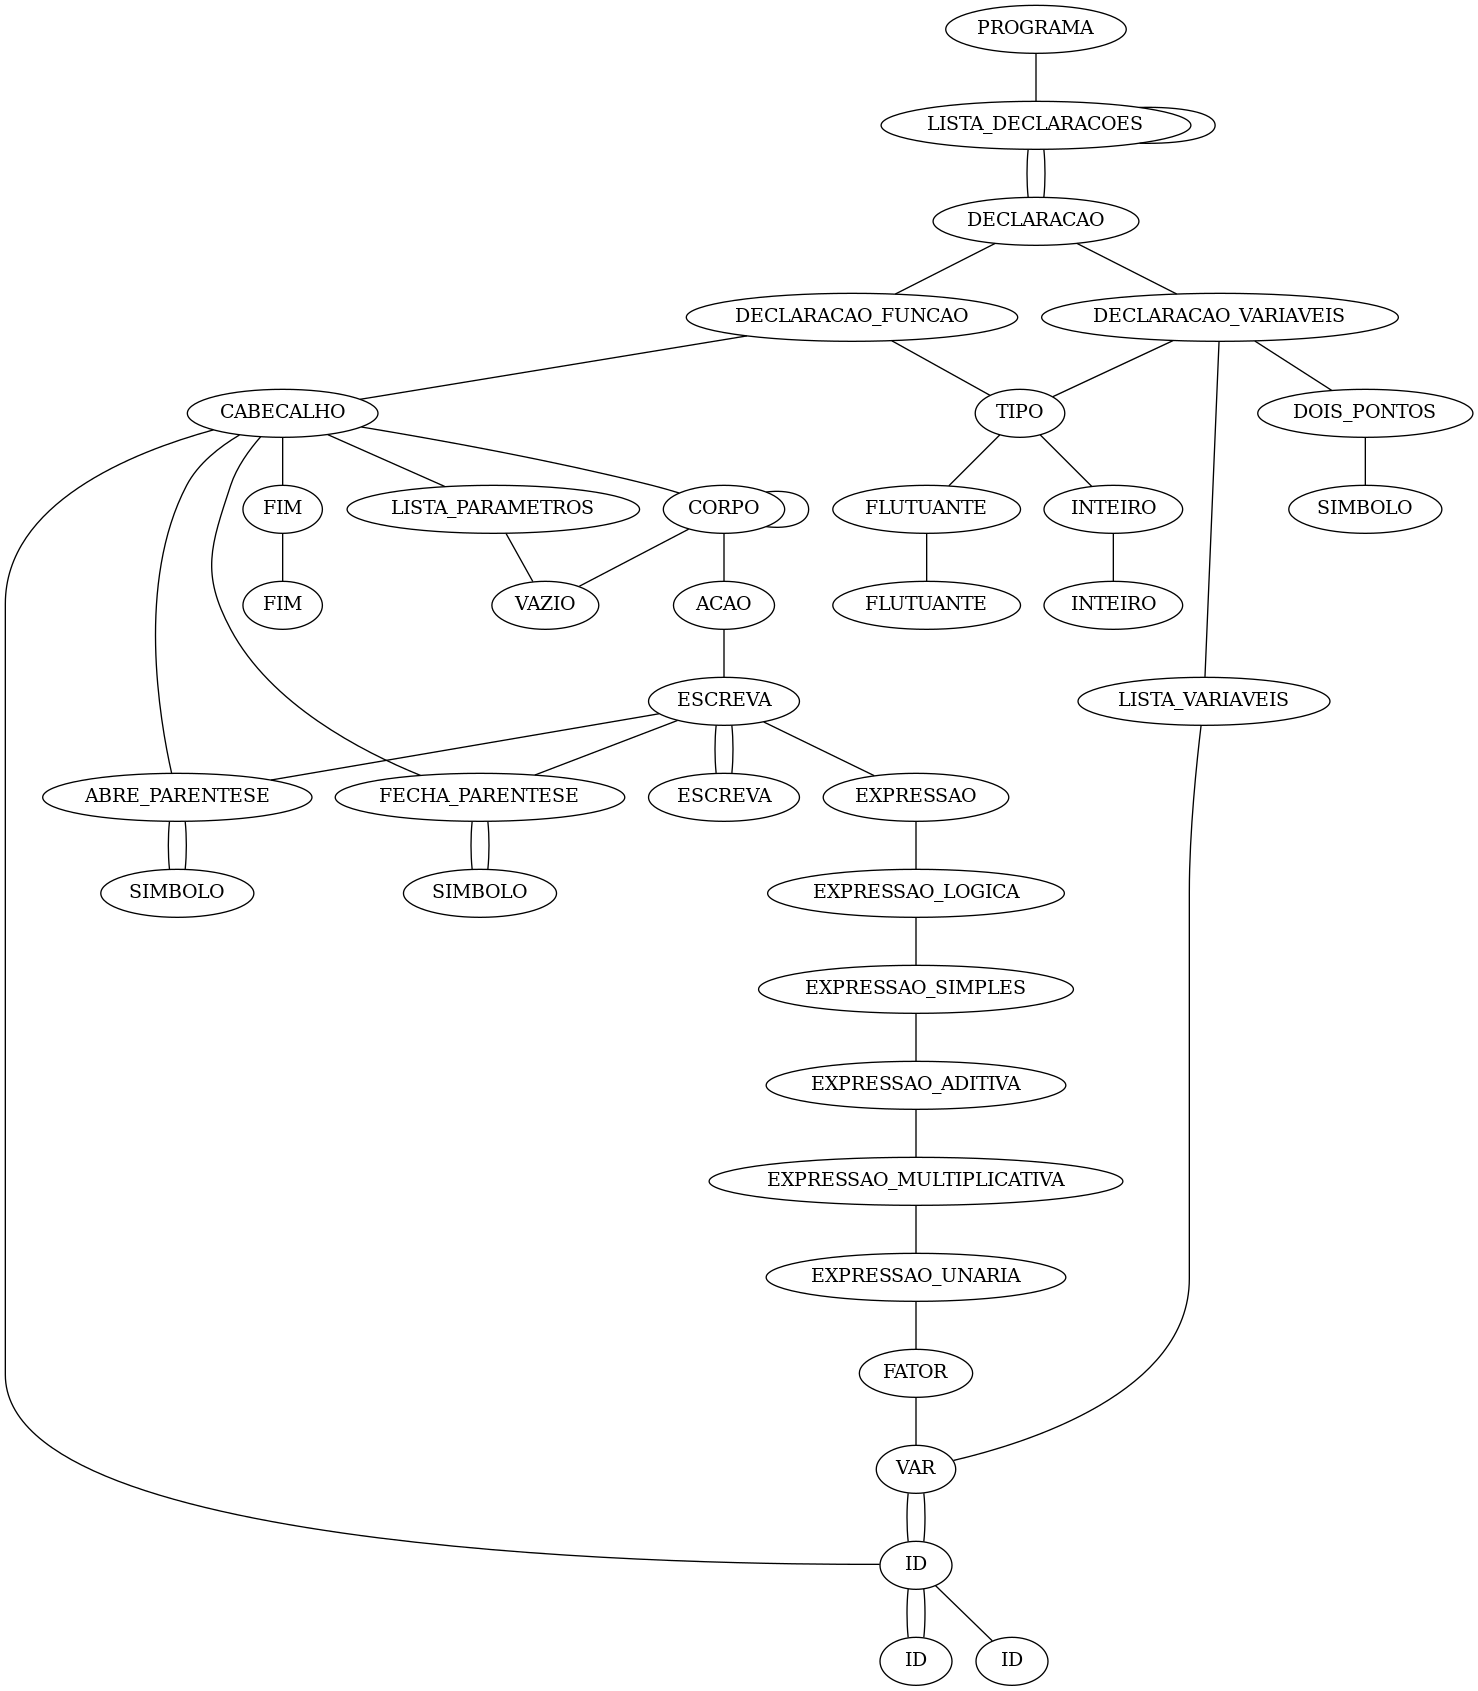 PROGRAMA
LISTA_DECLARACOES
DECLARACAO
DECLARACAO_FUNCAO
DECLARACAO_VARIAVEIS
CABECALHO
TIPO
DOIS_PONTOS
FIM
LISTA_PARAMETROS
CORPO
FLUTUANTE
INTEIRO
SIMBOLO
FIM
VAZIO
ACAO
FLUTUANTE
INTEIRO
ESCREVA
LISTA_VARIAVEIS
ABRE_PARENTESE
FECHA_PARENTESE
ESCREVA
EXPRESSAO
SIMBOLO
SIMBOLO
EXPRESSAO_LOGICA
EXPRESSAO_SIMPLES
EXPRESSAO_ADITIVA
EXPRESSAO_MULTIPLICATIVA
EXPRESSAO_UNARIA
FATOR
VAR
ID
ID
ID